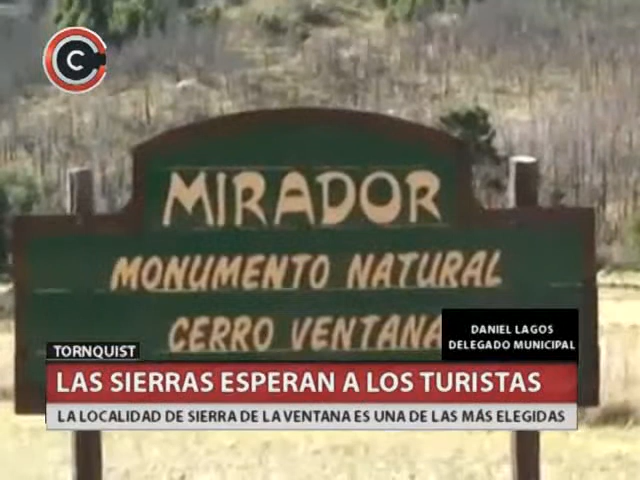 C
MIRADOR
MONUMENTO NATURAL
CERRO VENTANA
DANIEL LAGOS
DELEGADO MUNICIPAL
TORNQUIST
LAS SIERRAS ESPERAN A LOS TURISTAS
LA LOCALIDAD DE SIERRA DE LA VENTANA ES UNA DE LAS MÁS ELEGIDAS